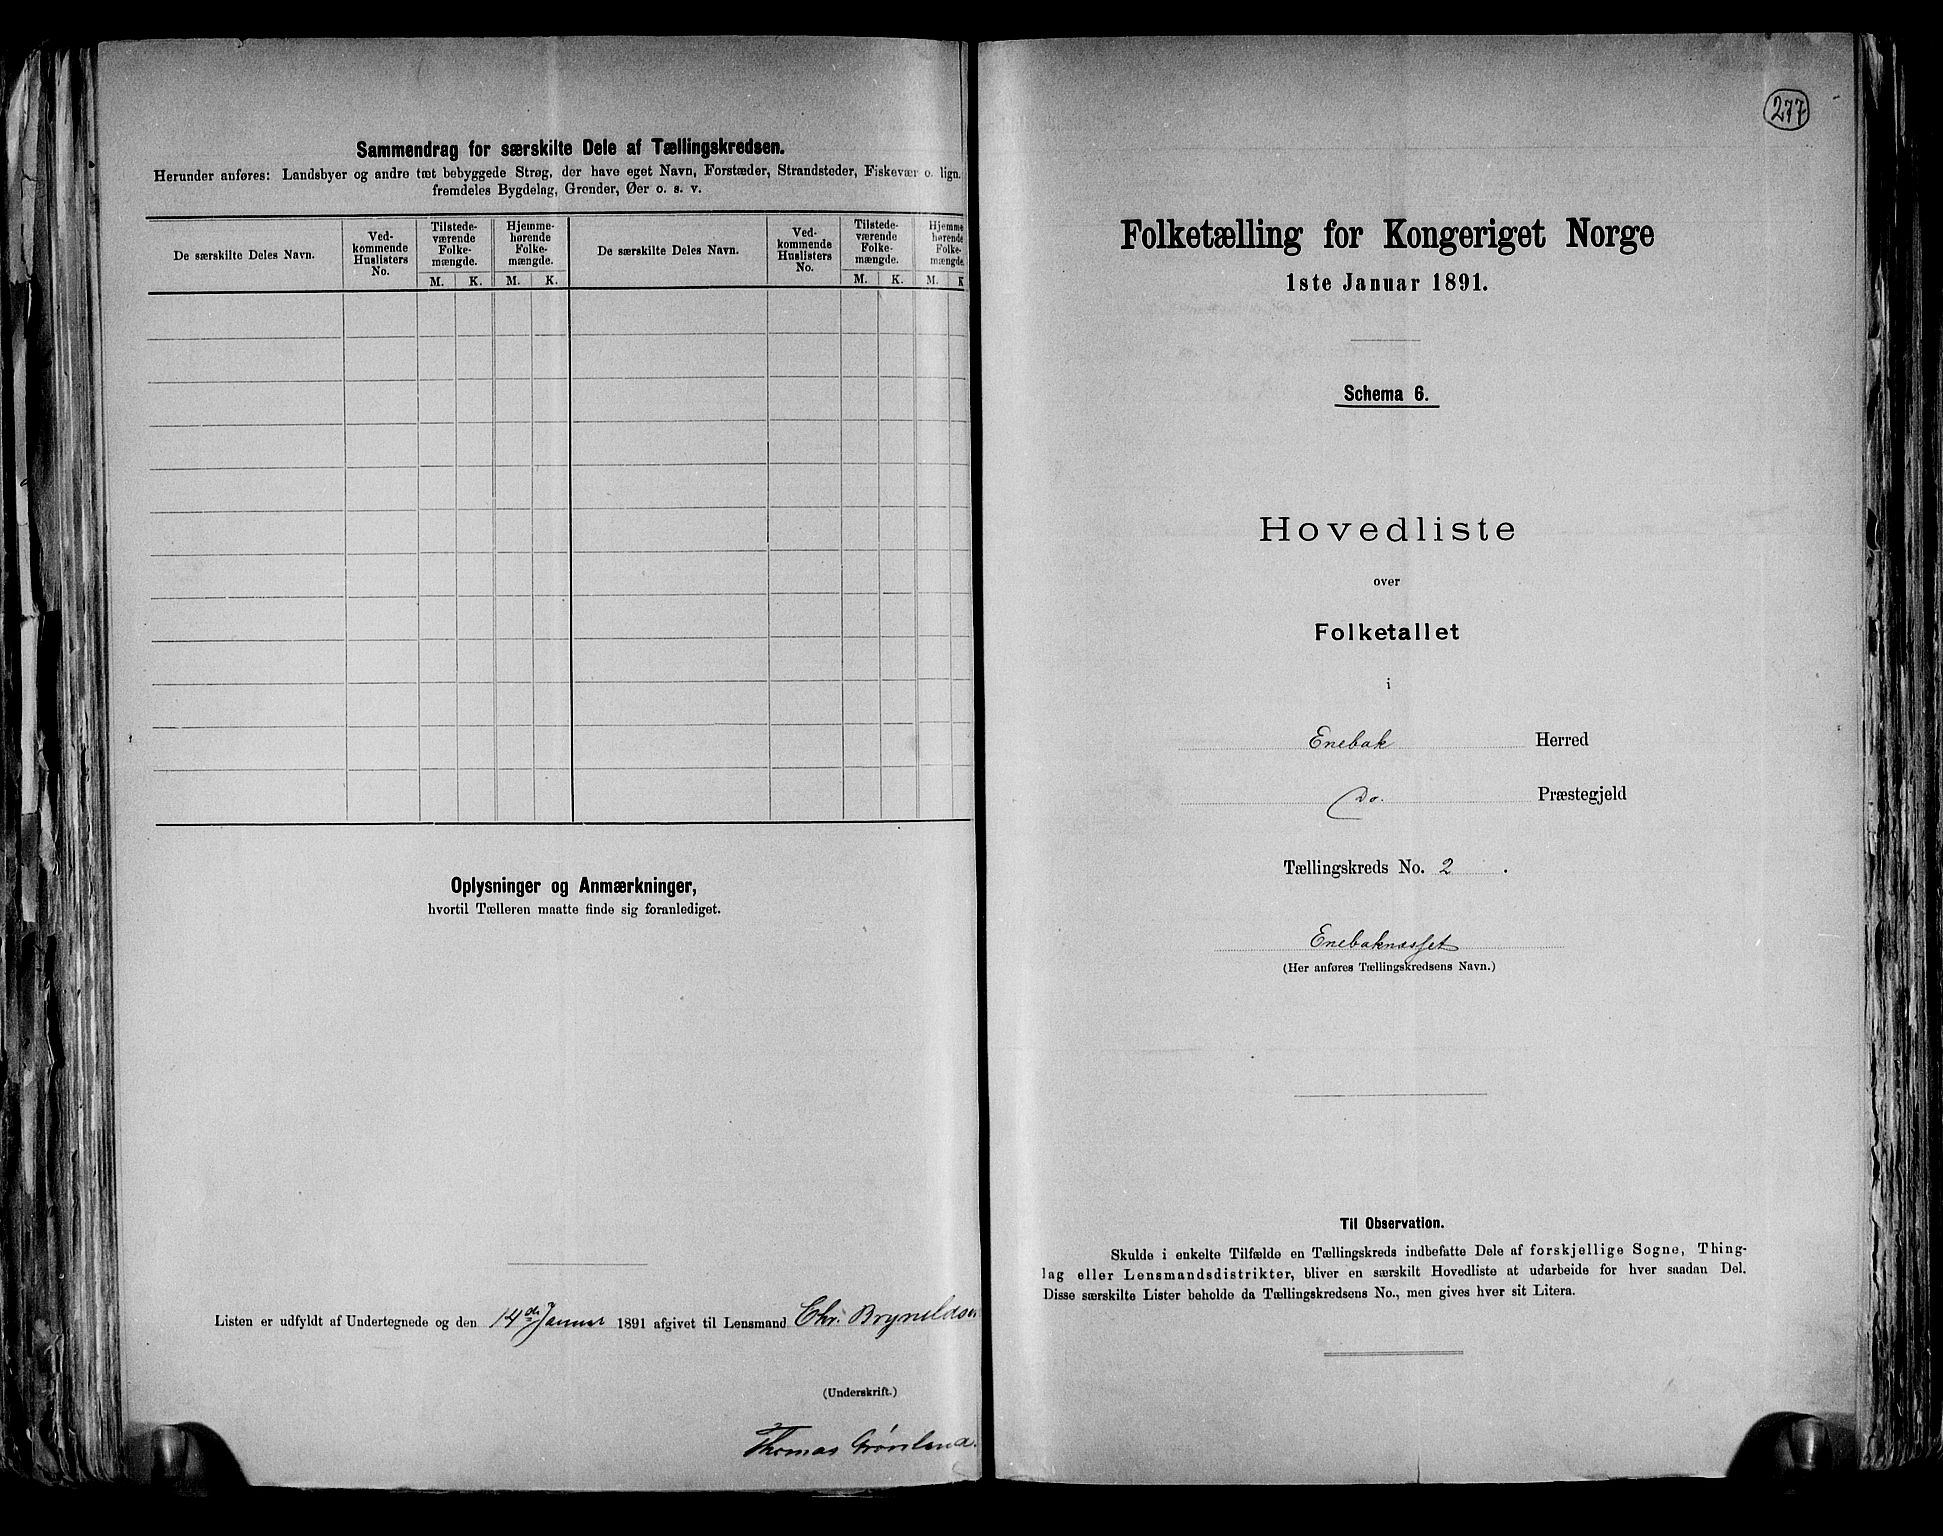 Sammendrag for særskilte Dele af Tællingskredsen.
Herunder anføres: Landsbyer og andre tæt bebyggede Strøg, der have eget Navn, Forstæder, Strandsteder, Fiskevær o. lign.
fremdeles Bygdelag, Grender, Øer o. s. v.
De særskilte Deles Navn.
Ved-
kommende
Huslisters
No.
Tilstede-
værende
Folke-
mængde.
Hjemme-
hørende
Folke-
mængde.
De særskilte Deles Navn.
Ved-
kommende
Huslisters
No.
Tilstede-
værende
Folke-
mængde.
Hjemme
hørende
Folke-
mængde.
M. K. M. K. M. K. M. K
Oplysninger og Anmærkninger,
hvortil Tælleren maatte finde sig foranlediget.
Listen er udfyldt af Undertegnede og den 14de Januar 1891 afgivet til Lensmand Chr. Bryneldsen
(Underskrift.)
Thomas Grønlund.
277
Folketælling for Kongeriget Norge
1ste Januar 1891.
Schema 6.
Hovedliste
over
Folketallet
i
Enebak Herred
Do. Præstegjeld
Tællingskreds No. 2.
Enebaknæsset
(Her anføres Tællingskredsens Navn.)
Til Observation.
Skulde i enkelte Tilfælde en Tællingskreds indbefatte Dele af forskjellige Sogne, Thing-
lag eller Lensmandsdistrikter, bliver en særskilt Hovedliste at udarbeide for hver saadan Del.
Disse særskilte Lister beholde da Tællingskredsens No., men gives hver sit Litera.